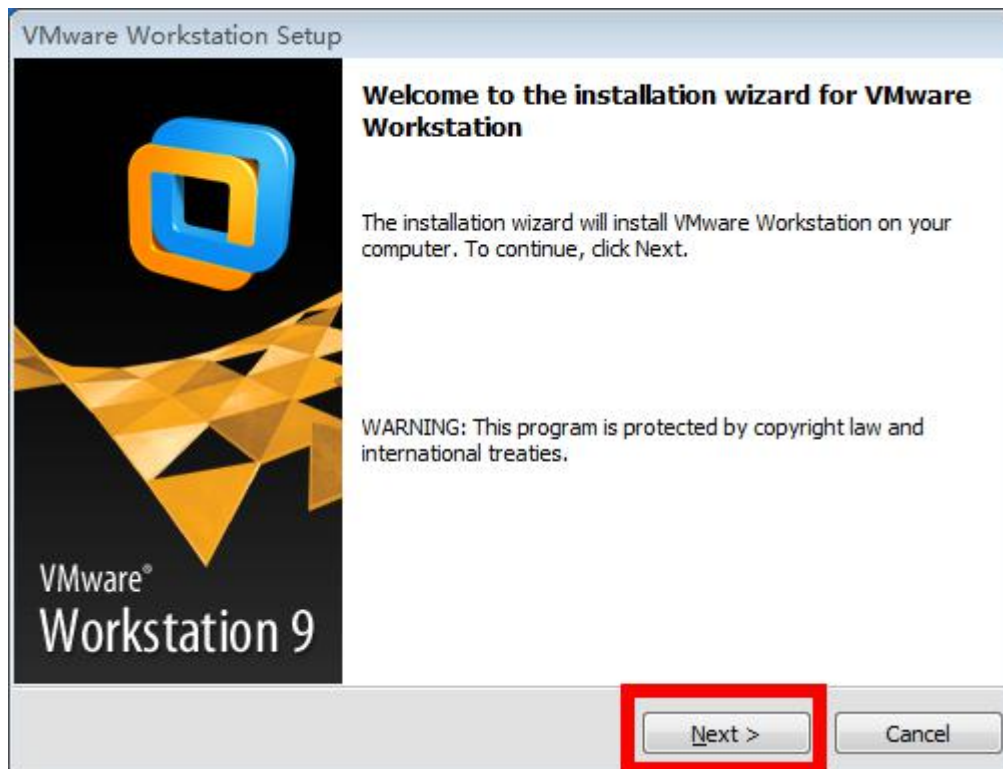 VMware Workstation Setup
Welcome to the installation wizard for VMware
Workstation
The installation wizard will install VMware Workstation on your
computer. To continue, click Next.
WARNING: This program is protected by copyright law and
international treaties.
VMware®
Workstation 9
Next >
Cancel